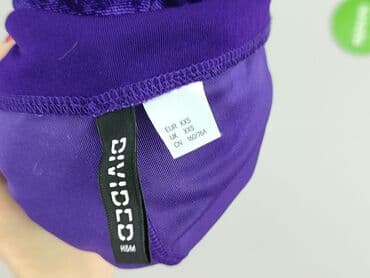 EUR XXS
UK XXS
CN 160/76A
DIVIDED
H&M